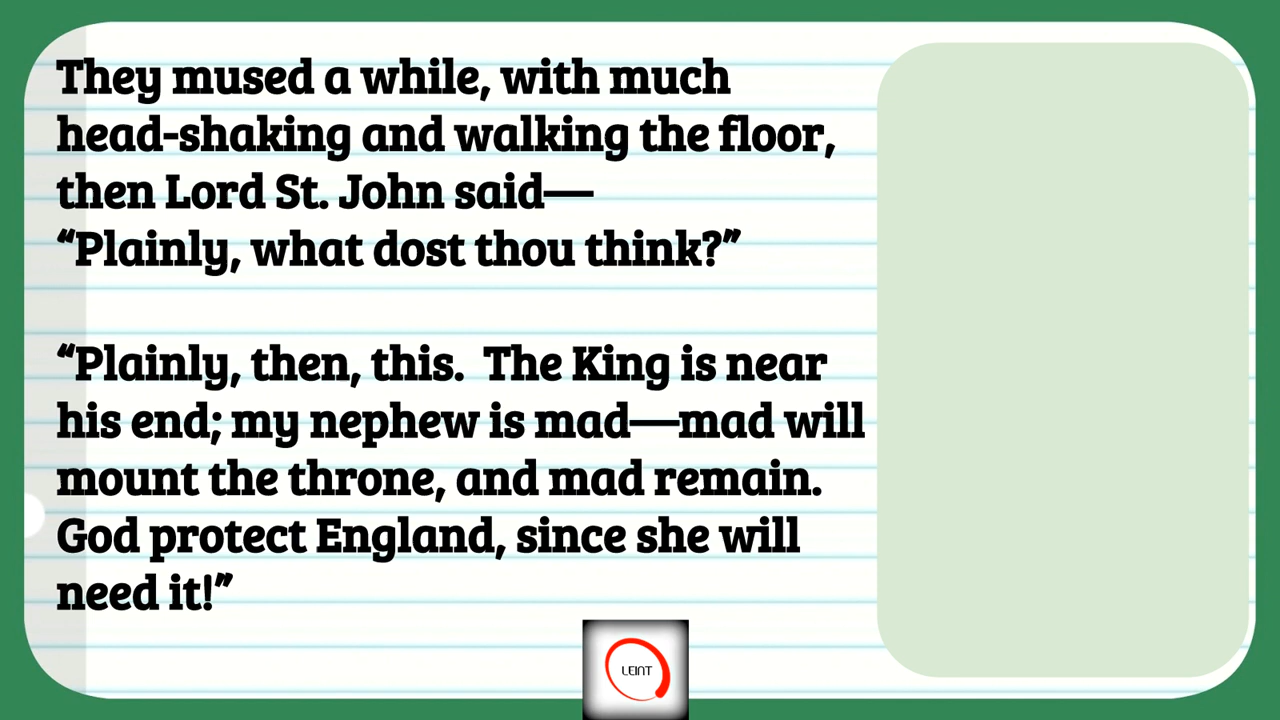 They mused a while, with much
head-shaking and walking the floor,
then Lord St. John said—
“Plainly, what dost thou think?”
“Plainly, then, this.  The King is near
his end; my nephew is mad—mad will
mount the throne, and mad remain.
God protect England, since she will
need it!”
LEINT